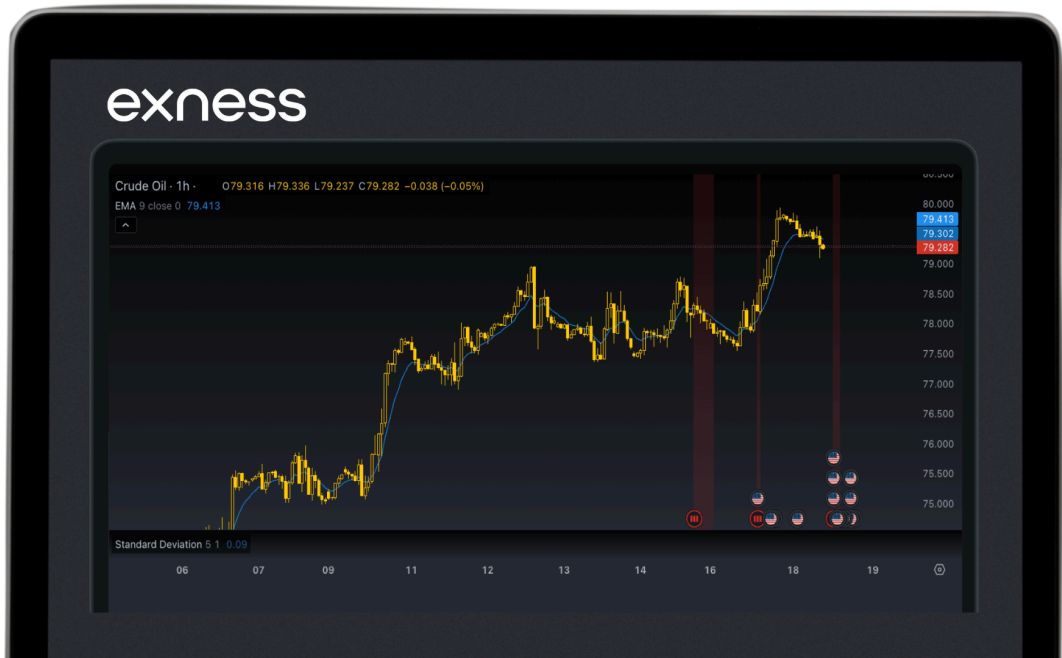 exness
Crude Oil · 1h · O79.316 H79.336 L79.237 C79.282 −0.038 (−0.05%)
EMA 9 close 0 79.413
80.000
79.413
79.302
79.282
79.000
78.500
78.000
77.500
77.000
76.500
76.000
75.500
75.000
Standard Deviation 5 1 0.09
06 07 09 11 12 13 14 16 18 19